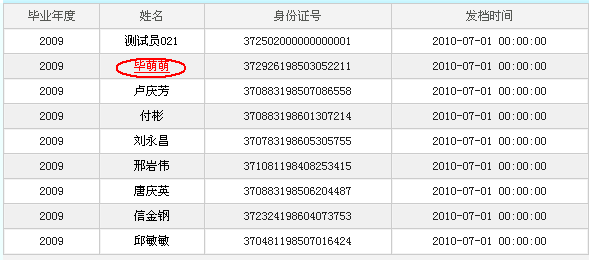 毕业年度 姓名 身份证号 发档时间
2009 测试员021 372502000000000001 2010-07-01 00:00:00
2009 毕萌萌 372926198503052211 2010-07-01 00:00:00
2009 卢庆芳 370883198507086558 2010-07-01 00:00:00
2009 付彬 370883198601307214 2010-07-01 00:00:00
2009 刘永昌 370783198605305755 2010-07-01 00:00:00
2009 邢岩伟 371081198408253415 2010-07-01 00:00:00
2009 唐庆英 370883198506204487 2010-07-01 00:00:00
2009 信金钢 372324198604073753 2010-07-01 00:00:00
2009 邱敏敏 370481198507016424 2010-07-01 00:00:00